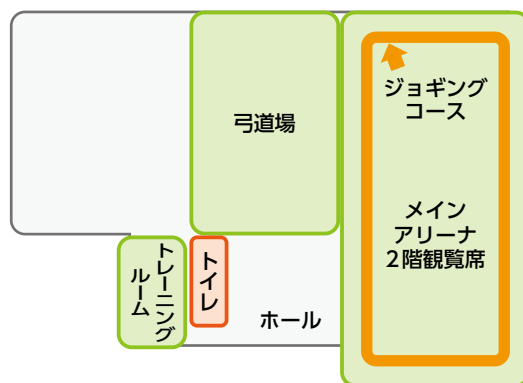 弓道場
ジョギング
コース
メイン
アリーナ
2階観覧席
トレーニング
ルーム
トイレ
ホール